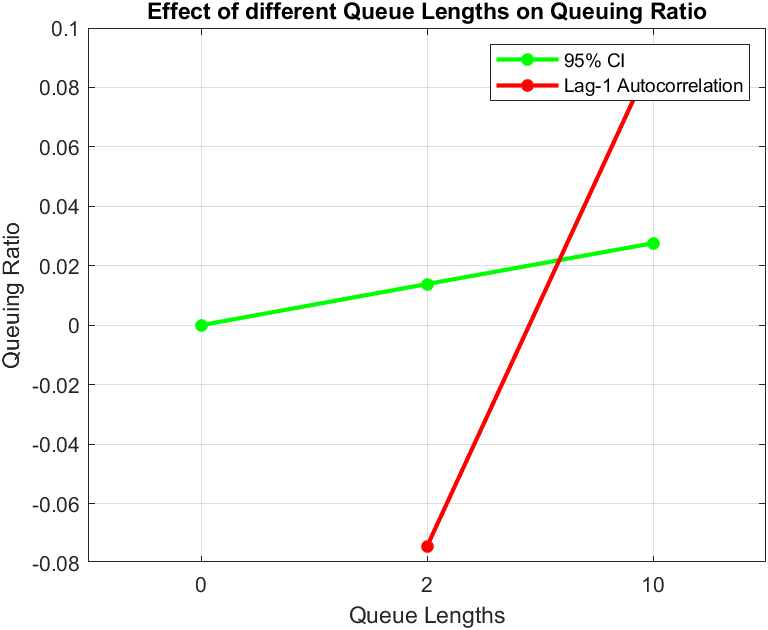 Effect of different Queue Lengths on Queuing Ratio
0.1
0.08
0.06
0.04
0.02
0
-0.02
-0.04
-0.06
-0.08
Queuing Ratio
95% CI
Lag-1 Autocorrelation
0
2
10
Queue Lengths